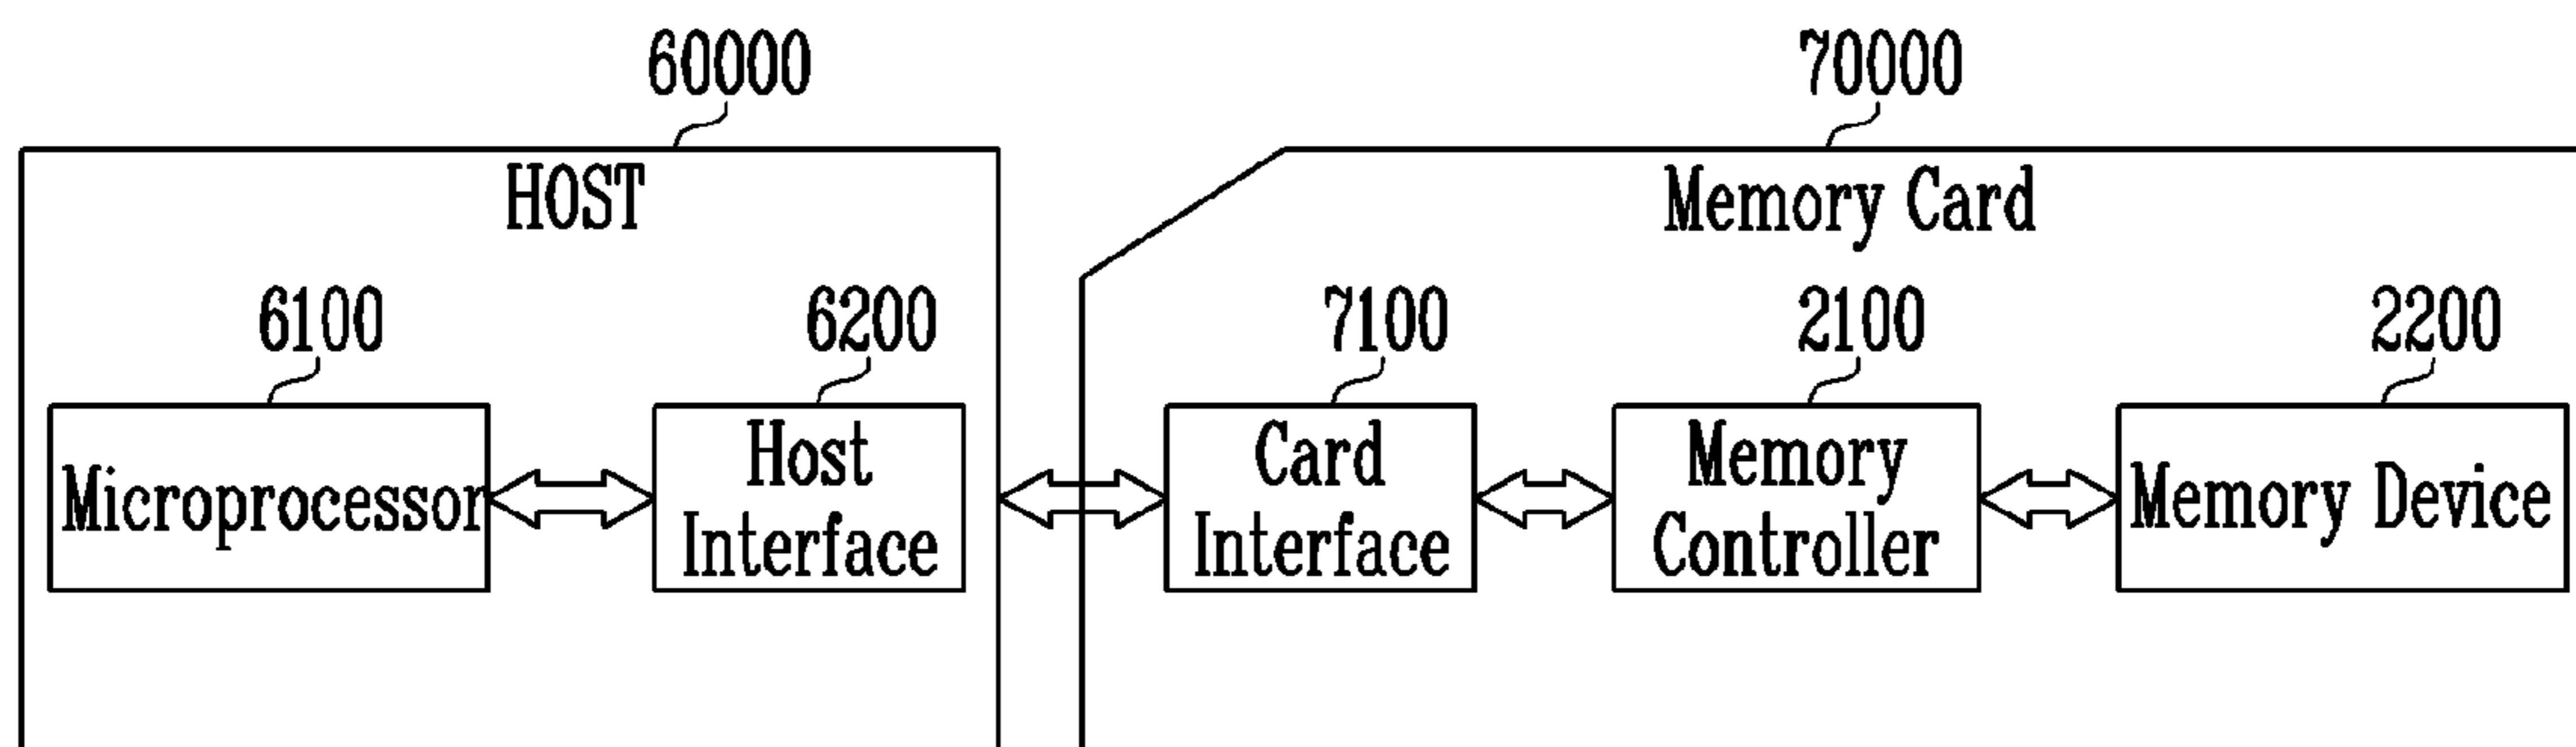 60000
70000
HOST
Memory Card
6100
6200
7100
2100
2200
Microprocessor
Host
Interface
Card
Interface
Memory
Controller
Memory Device